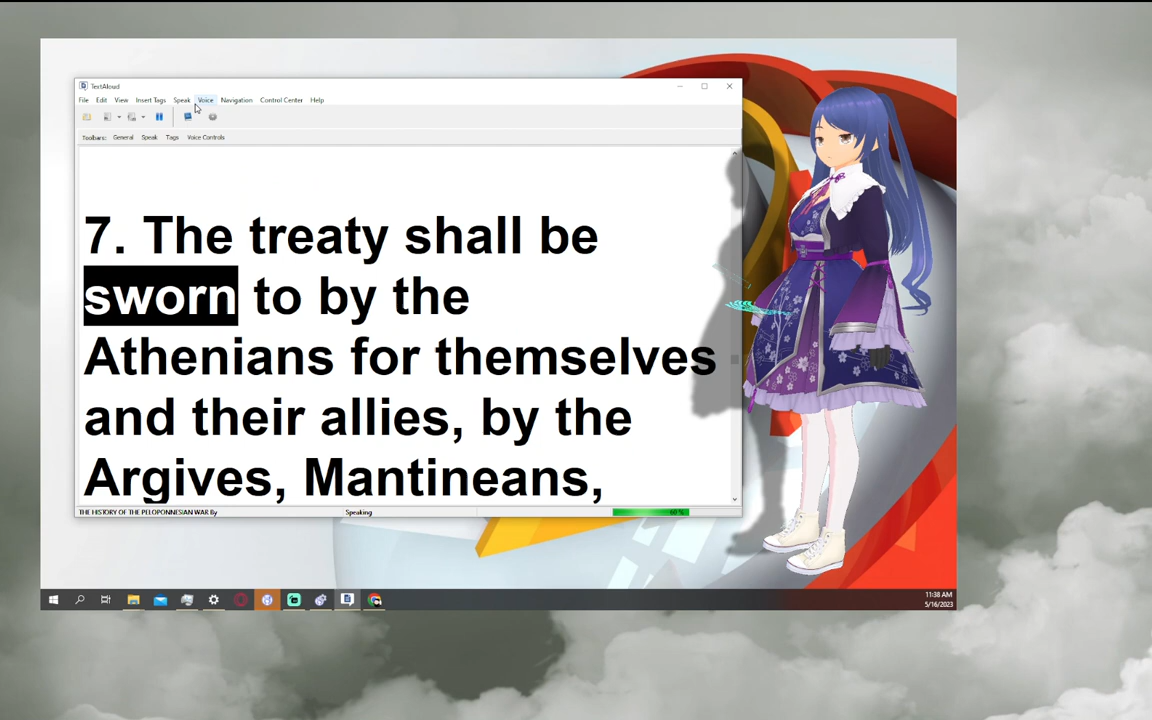 TextAloud
File Edit View Insert Tags Speak Voice Navigation Control Center Help
Toolbars: General Speak Tags Voice Controls
7. The treaty shall be
sworn to by the
Athenians for themselves
and their allies, by the
Argives, Mantineans,
THE HISTORY OF THE PELOPONNESIAN WAR By Speaking 60 %
11:38 AM
5/16/2023